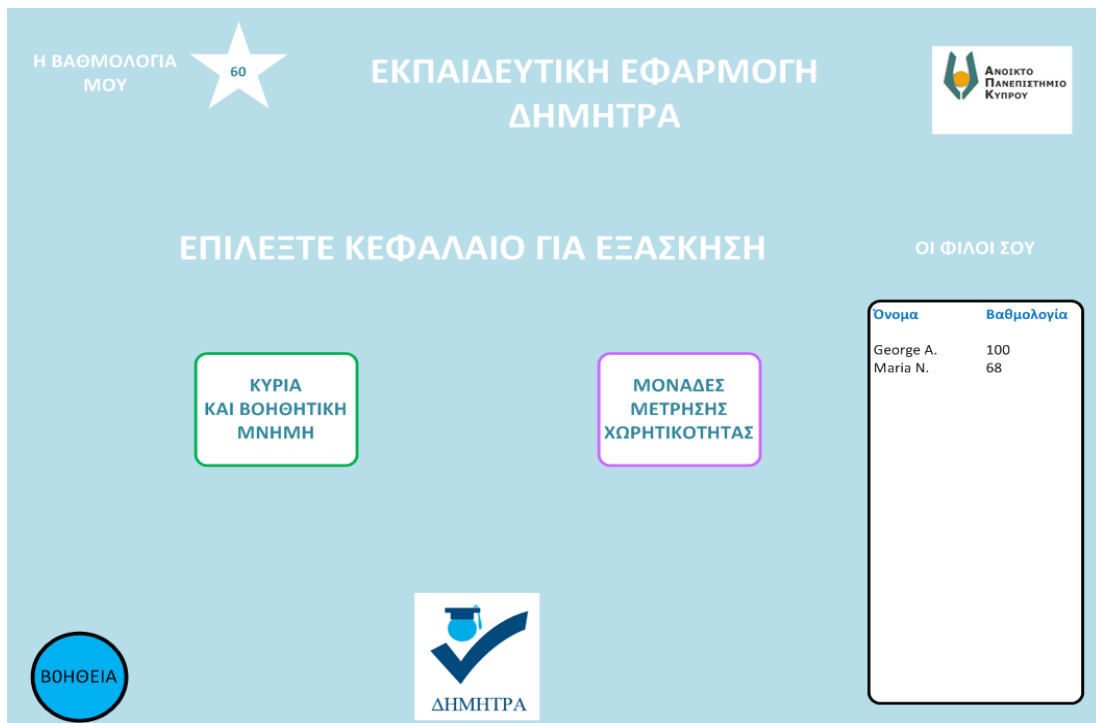 Η ΒΑΘΜΟΛΟΓΙΑ
ΜΟΥ
60
ΕΚΠΑΙΔΕΥΤΙΚΗ ΕΦΑΡΜΟΓΗ
ΔΗΜΗΤΡΑ
ΑΝΟΙΚΤΟ
ΠΑΝΕΠΙΣΤΗΜΙΟ
ΚΥΠΡΟΥ
ΕΠΙΛΕΞΤΕ ΚΕΦΑΛΑΙΟ ΓΙΑ ΕΞΑΣΚΗΣΗ
ΟΙ ΦΙΛΟΙ ΣΟΥ
Όνομα Βαθμολογία
George A. 100
Maria N. 68
ΚΥΡΙΑ
ΚΑΙ ΒΟΗΘΗΤΙΚΗ
ΜΝΗΜΗ
ΜΟΝΑΔΕΣ
ΜΕΤΡΗΣΗΣ
ΧΩΡΗΤΙΚΟΤΗΤΑΣ
ΒΟΗΘΕΙΑ
ΔΗΜΗΤΡΑ